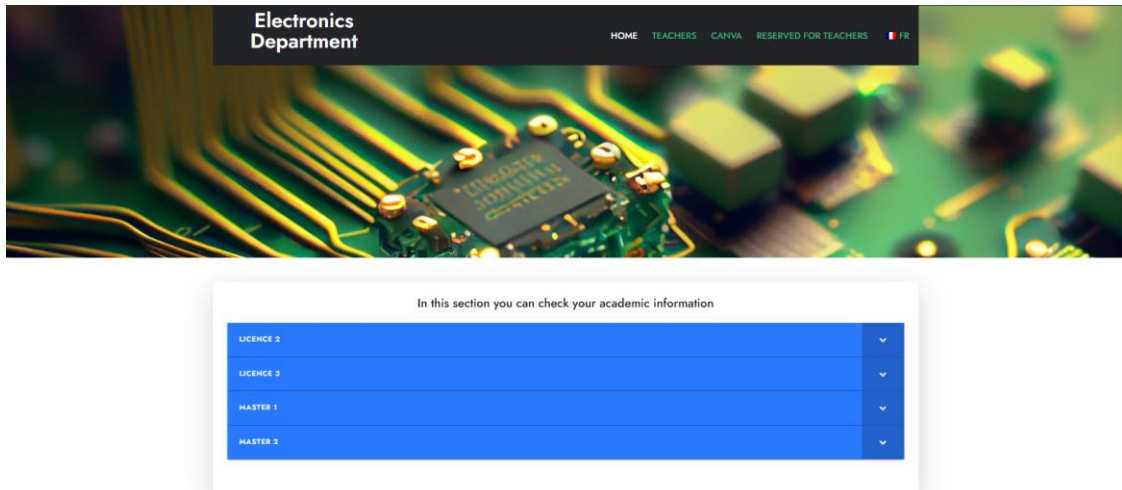 Electronics
Department
HOME TEACHERS CANVA RESERVED FOR TEACHERS FR
In this section you can check your academic information
LICENCE 2
LICENCE 3
MASTER 1
MASTER 2